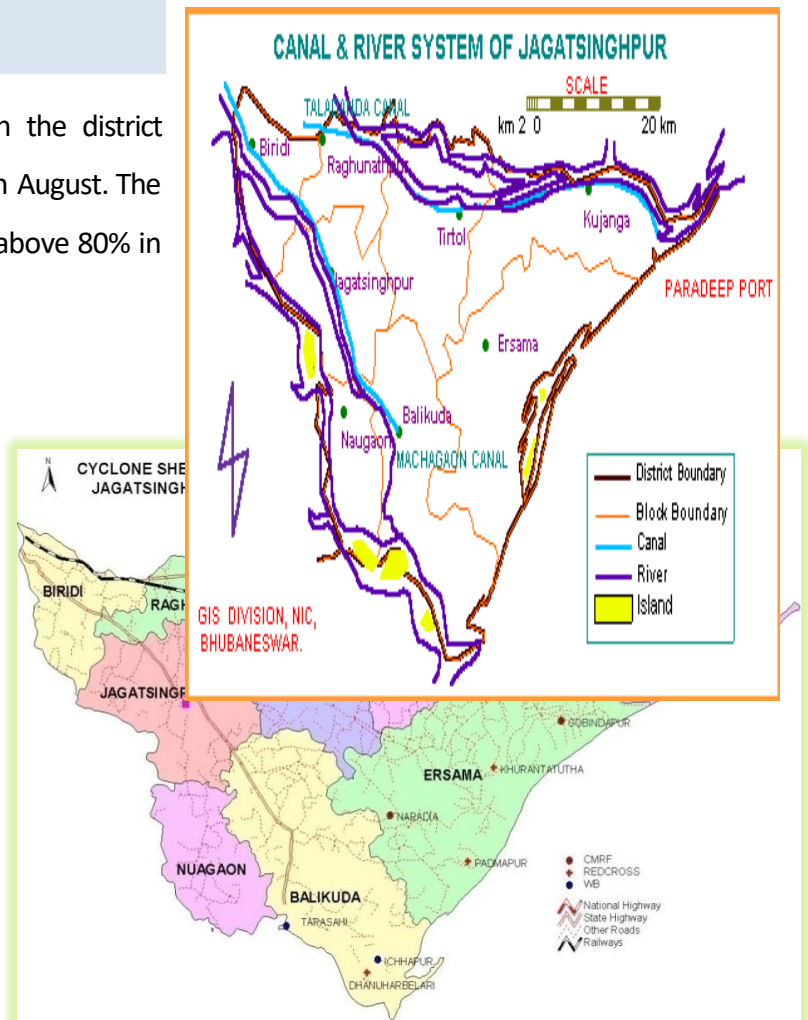 n the district
n August. The
above 80% in
CANAL & RIVER SYSTEM OF JAGATSINGHPUR
SCALE
km 2 0 20 km
TALADANDA CANAL
Biridi
Raghunathpur
Tirtol
Kujanga
Jagatsinghpur
PARADEEP PORT
Ersama
Balikuda
Naugaon
MACHAGAON CANAL
District Boundary
Block Boundary
Canal
River
Island
GIS DIVISION, NIC,
BHUBANESWAR.
N
CYCLONE SHE
JAGATSINGH
BIRIDI
RAGH
JAGATSINGP
GOBINDAPUR
ERSAMA
KHURANTATUTHA
NARADIA
PADMAPUR
NUAGAON
BALIKUDA
TARASAHI
ICHHAPUR
DHANUHARBELARI
CMRF
REDCROSS
WB
National Highway
State Highway
Other Roads
Railways